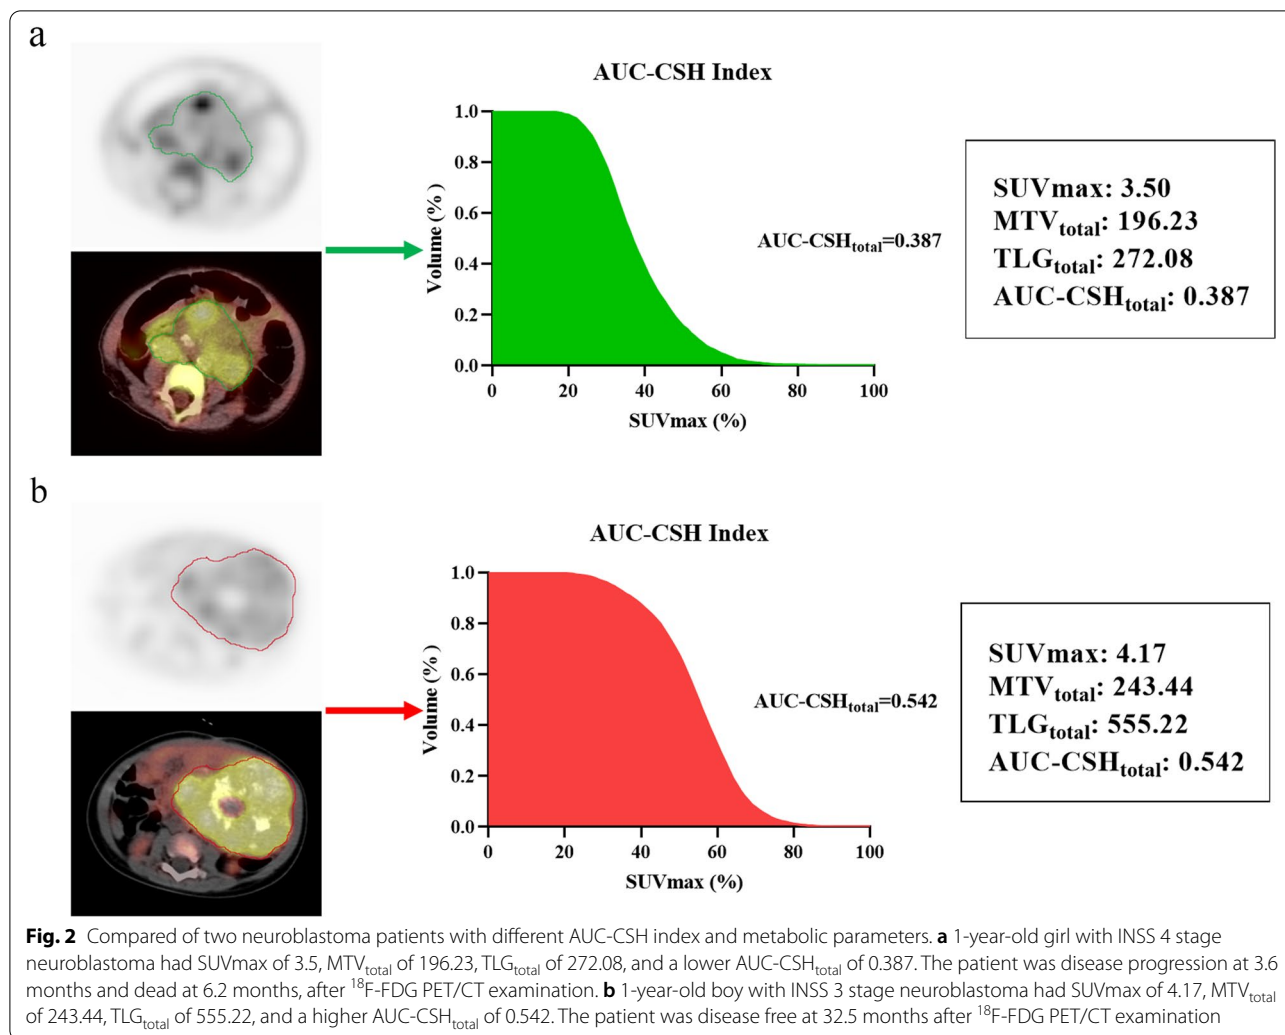 a
AUC-CSH Index
1.0
0.8
0.6
0.4
0.2
0.0
Volume (%)
0 20 40 60 80 100
SUVmax (%)
AUC-CSHtotal=0.387
SUVmax: 3.50
MTVtotal: 196.23
TLGtotal: 272.08
AUC-CSHtotal: 0.387
b
AUC-CSH Index
1.0
0.8
0.6
0.4
0.2
0.0
Volume (%)
0 20 40 60 80 100
SUVmax (%)
AUC-CSHtotal=0.542
SUVmax: 4.17
MTVtotal: 243.44
TLGtotal: 555.22
AUC-CSHtotal: 0.542
Fig. 2 Compared of two neuroblastoma patients with different AUC-CSH index and metabolic parameters. a 1-year-old girl with INSS 4 stage
neuroblastoma had SUVmax of 3.5, MTVtotal of 196.23, TLGtotal of 272.08, and a lower AUC-CSHtotal of 0.387. The patient was disease progression at 3.6
months and dead at 6.2 months, after 18F-FDG PET/CT examination. b 1-year-old boy with INSS 3 stage neuroblastoma had SUVmax of 4.17, MTVtotal
of 243.44, TLGtotal of 555.22, and a higher AUC-CSHtotal of 0.542. The patient was disease free at 32.5 months after 18F-FDG PET/CT examination